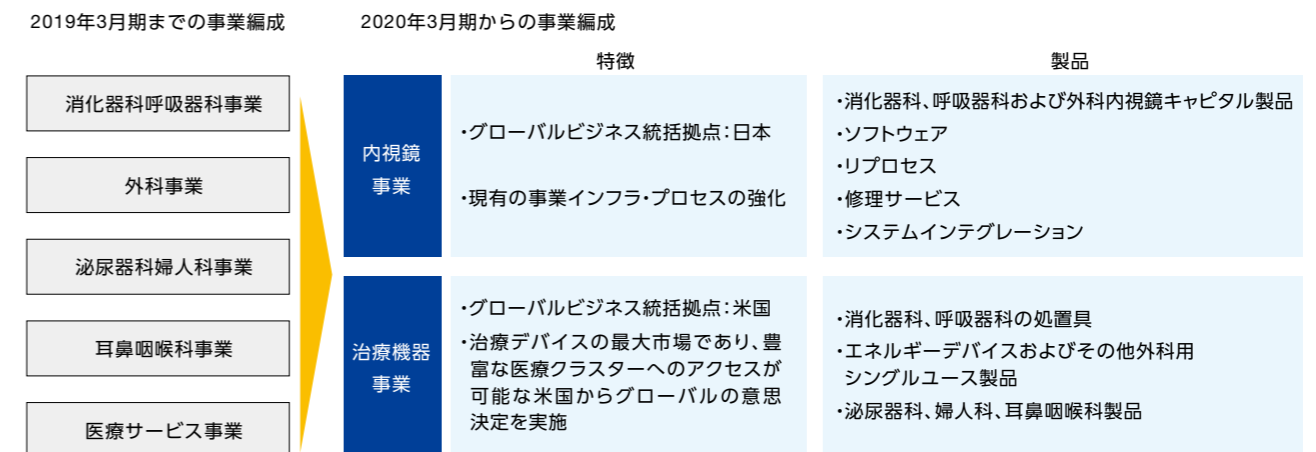 2019年3月期までの事業編成
2020年3月期からの事業編成
特徴
製品
消化器科呼吸器科事業
外科事業
泌尿器科婦人科事業
耳鼻咽喉科事業
医療サービス事業
内視鏡
事業
・グローバルビジネス統括拠点：日本
・現有の事業インフラ・プロセスの強化
・消化器科、呼吸器科および外科内視鏡キャピタル製品
・ソフトウェア
・リプロセス
・修理サービス
・システムインテグレーション
治療機器
事業
・グローバルビジネス統括拠点：米国
・治療デバイスの最大市場であり、豊
富な医療クラスターへのアクセスが
可能な米国からグローバルの意思
決定を実施
・消化器科、呼吸器科の処置具
・エネルギーデバイスおよびその他外科用
シングルユース製品
・泌尿器科、婦人科、耳鼻咽喉科製品